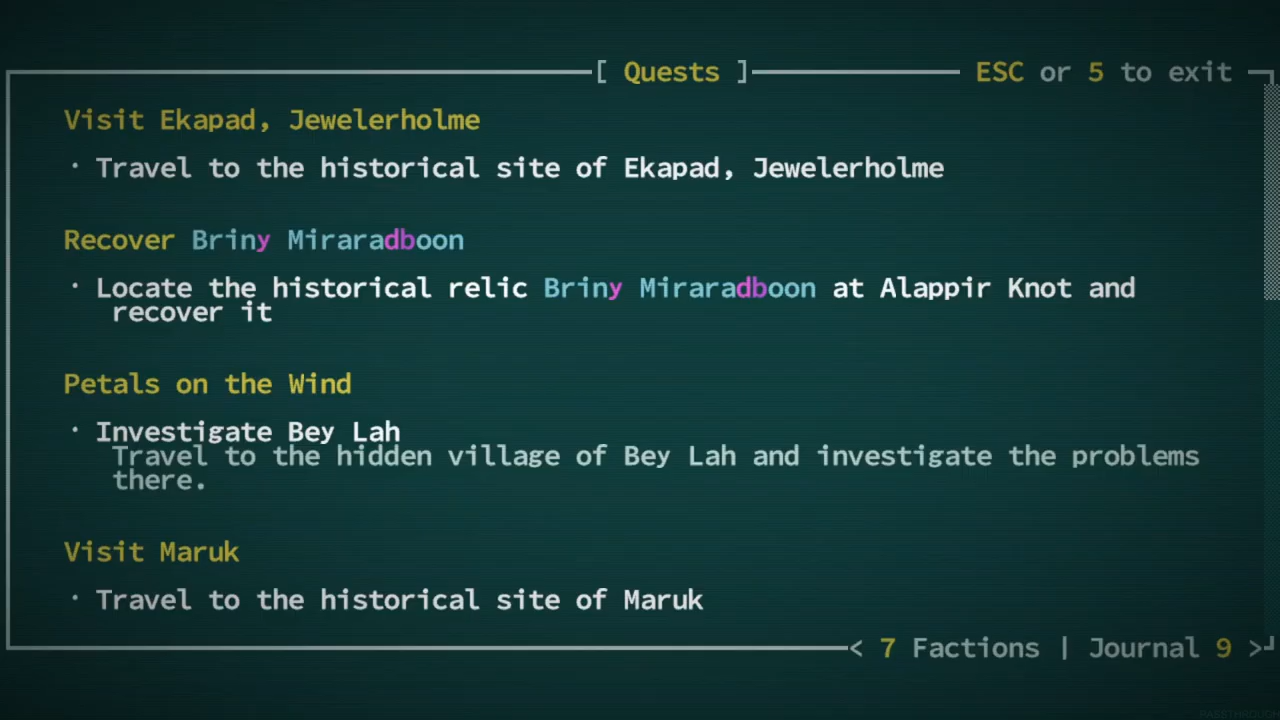 [ Quests ] ESC or 5 to exit
Visit Ekapad, Jewelerholme
· Travel to the historical site of Ekapad, Jewelerholme
Recover Briny Miraradboon
· Locate the historical relic Briny Miraradboon at Alappir Knot and
recover it
Petals on the Wind
· Investigate Bey Lah
Travel to the hidden village of Bey Lah and investigate the problems
there.
Visit Maruk
· Travel to the historical site of Maruk
< 7 Factions | Journal 9 >